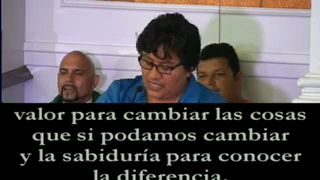 valor para cambiar las cosas
que si podamos cambiar
y la sabiduría para conocer
la diferencia.